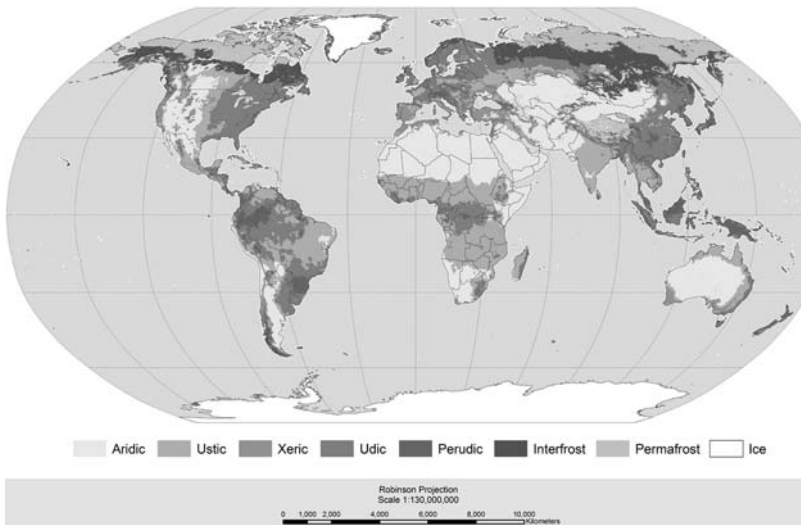 Aridic Ustic Xeric Udic Perudic Interfrost Permafrost Ice
Robinson Projection
Scale 1:130,000,000
0 1,000 2,000 4,000 6,000 8,000 10,000
Kilometers